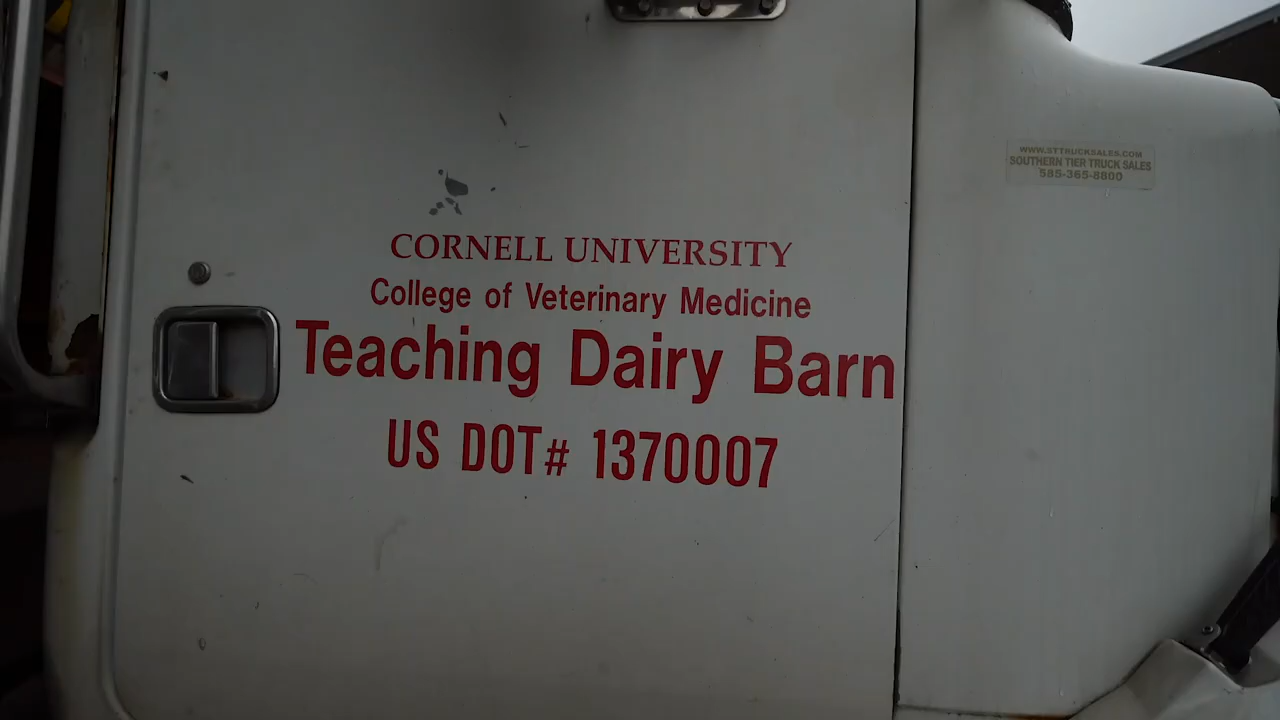 CORNELL UNIVERSITY
College of Veterinary Medicine
Teaching Dairy Barn
US DOT# 1370007
WWW.STTRUCKSALES.COM
SOUTHERN TIER TRUCK SALES
585-365-8800